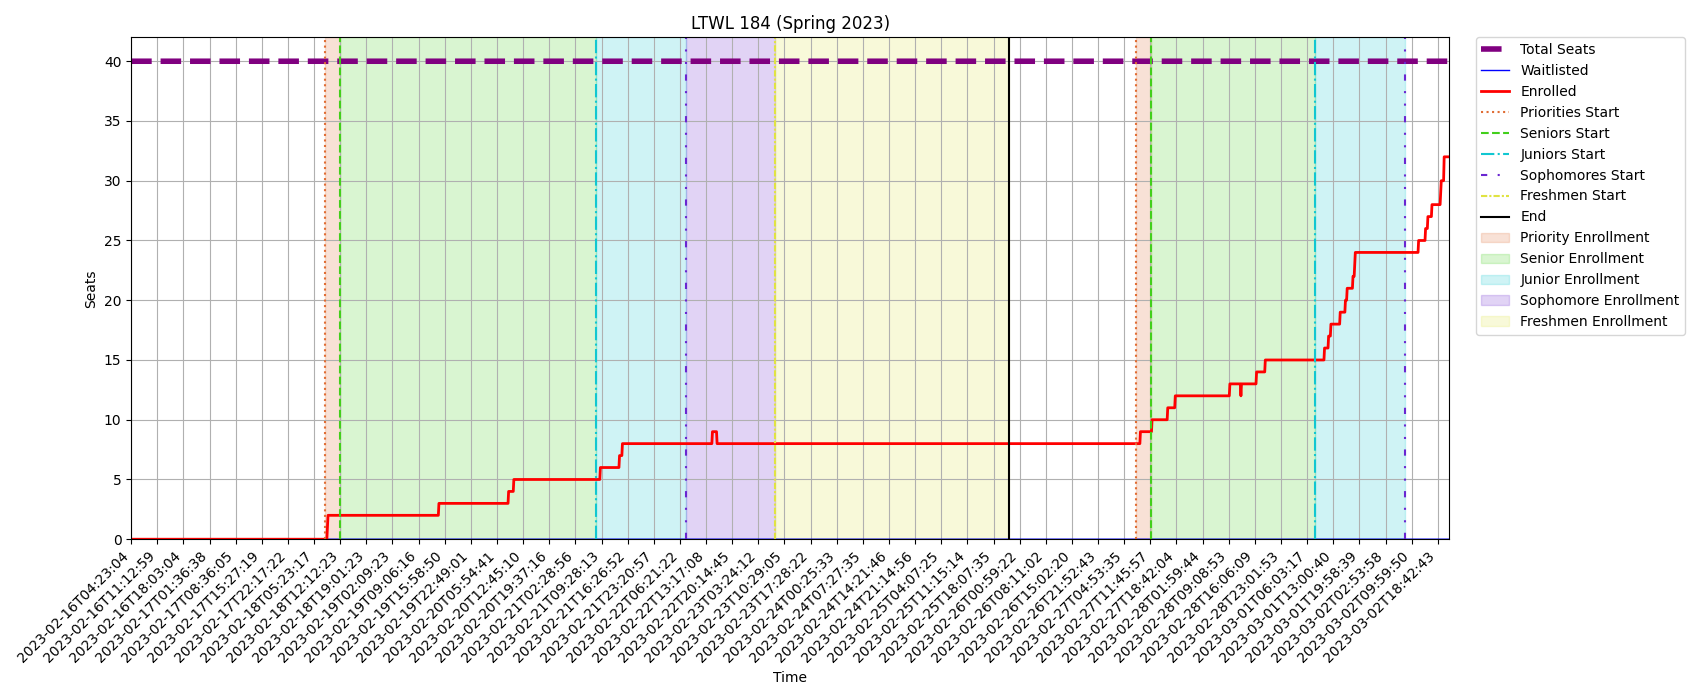 LTWL 184 (Spring 2023)
Seats
40
35
30
25
20
15
10
5
0
2023-02-16T04:23:04
2023-02-16T11:12:59
2023-02-16T18:03:04
2023-02-17T01:36:38
2023-02-17T08:36:05
2023-02-17T15:27:19
2023-02-17T22:17:22
2023-02-18T05:23:17
2023-02-18T12:12:23
2023-02-18T19:01:23
2023-02-19T02:09:23
2023-02-19T09:06:16
2023-02-19T15:58:50
2023-02-19T22:49:01
2023-02-20T05:54:41
2023-02-20T12:45:10
2023-02-20T19:37:16
2023-02-21T02:28:56
2023-02-21T09:28:13
2023-02-21T16:26:52
2023-02-21T23:20:57
2023-02-22T06:21:22
2023-02-22T13:17:08
2023-02-22T20:14:45
2023-02-23T03:24:12
2023-02-23T10:29:05
2023-02-23T17:28:22
2023-02-24T00:25:33
2023-02-24T07:27:35
2023-02-24T14:21:46
2023-02-24T21:14:56
2023-02-25T04:07:25
2023-02-25T11:15:14
2023-02-25T18:07:35
2023-02-26T00:59:22
2023-02-26T08:11:02
2023-02-26T15:02:20
2023-02-26T21:52:43
2023-02-27T04:53:35
2023-02-27T11:45:57
2023-02-27T18:42:04
2023-02-28T01:59:44
2023-02-28T09:08:53
2023-02-28T16:06:09
2023-02-28T23:01:53
2023-03-01T06:03:17
2023-03-01T13:00:40
2023-03-01T19:58:39
2023-03-02T02:53:58
2023-03-02T09:59:50
2023-03-02T18:42:43
Time
Total Seats
Waitlisted
Enrolled
Priorities Start
Seniors Start
Juniors Start
Sophomores Start
Freshmen Start
End
Priority Enrollment
Senior Enrollment
Junior Enrollment
Sophomore Enrollment
Freshmen Enrollment